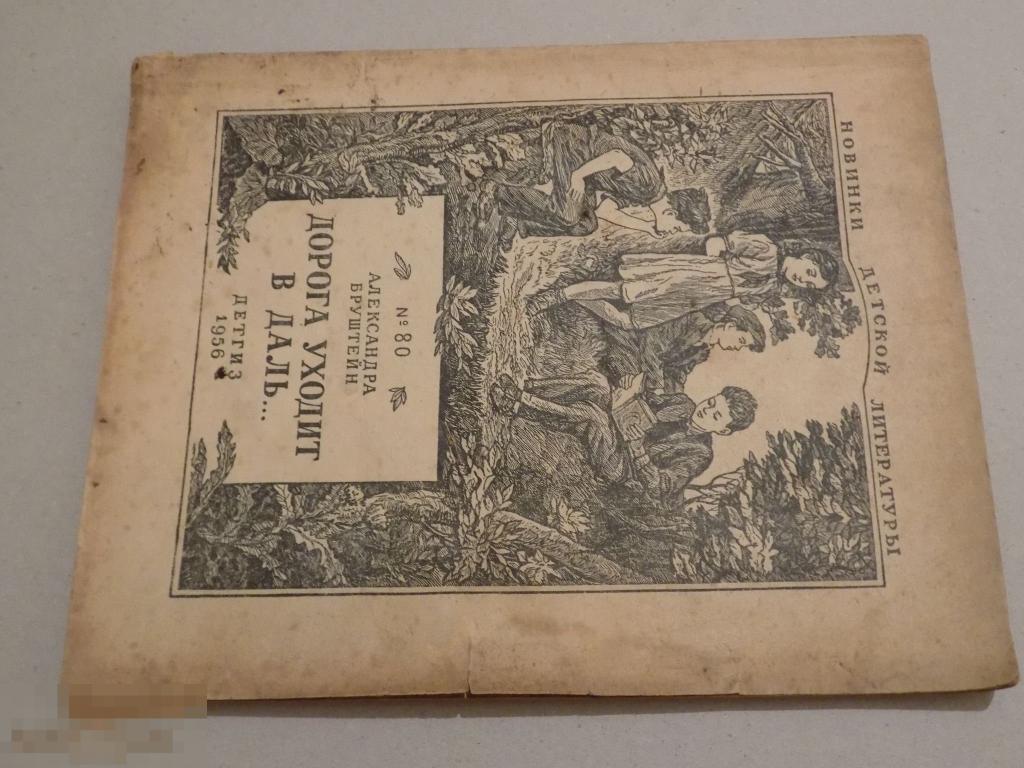 НОВИНКИ ДЕТСКОЙ ЛИТЕРАТУРЫ
№ 80
АЛЕКСАНДРА
БРУШТЕЙН
ДОРОГА УХОДИТ
В ДАЛЬ...
ДЕТГИЗ
1956